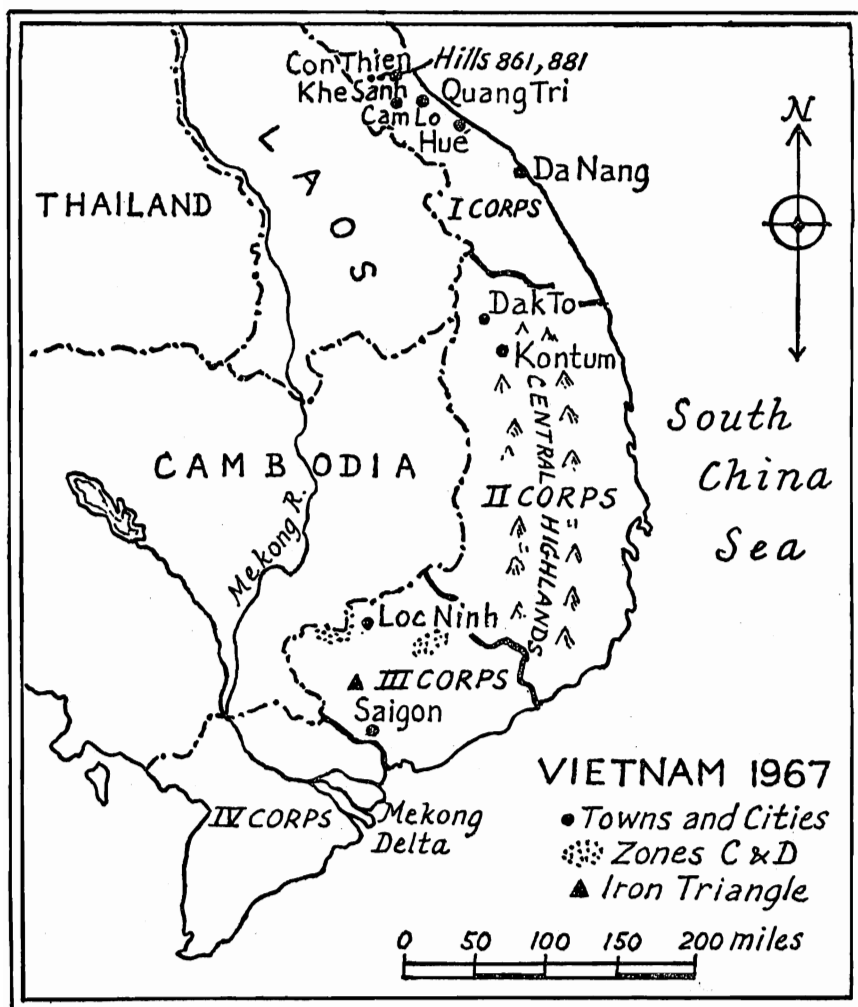 Con Thien
Hills 861, 881
Khe Sanh
Quang Tri
Cam Lo
Hué
N
LAOS
Da Nang
THAILAND
I CORPS
Dak To
Kontum
CENTRAL HIGHLANDS
South
China
Sea
CAMBODIA
II CORPS
Mekong R.
Loc Ninh
III CORPS
Saigon
VIETNAM 1967
IV CORPS
Mekong
Delta
Towns and Cities
Zones C & D
Iron Triangle
0 50 100 150 200 miles